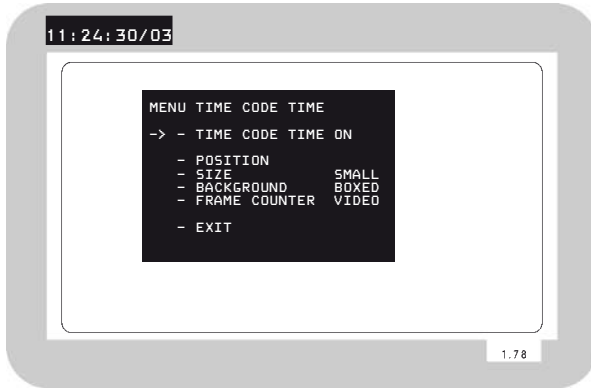 11:24:30/03
MENU TIME CODE TIME
-> - TIME CODE TIME ON
- POSITION
- SIZE SMALL
- BACKGROUND BOXED
- FRAME COUNTER VIDEO
- EXIT
1.78